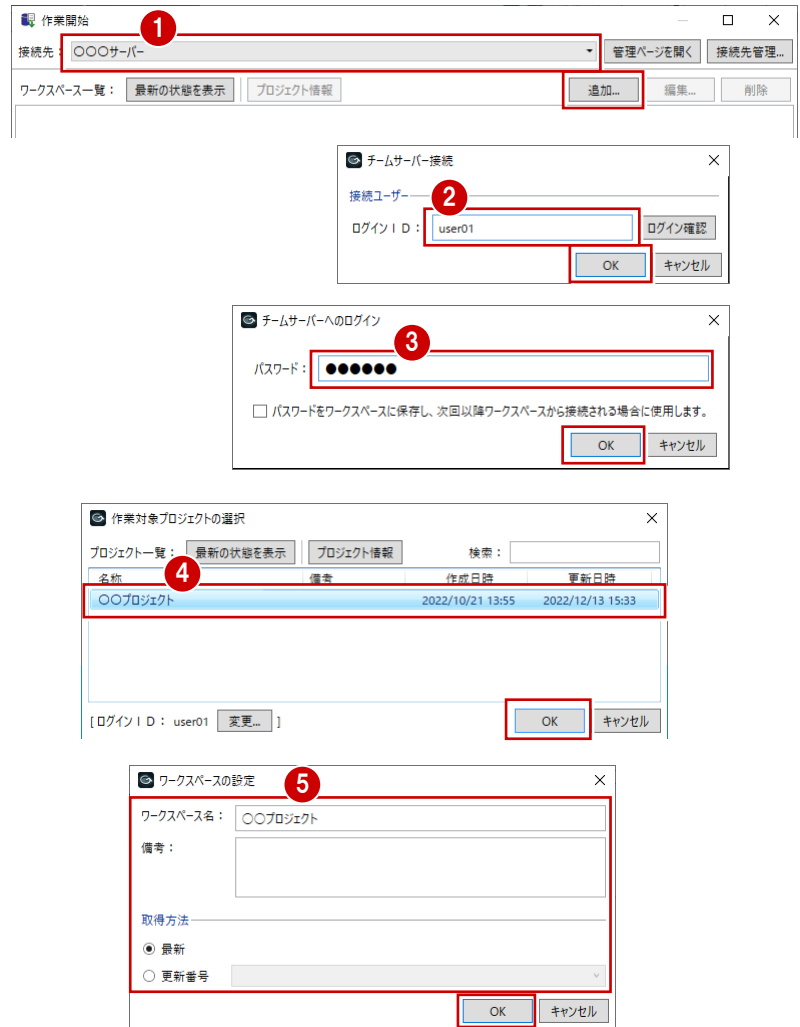 作業開始
1
接続先： 〇〇〇サーバー 管理ページを開く 接続先管理...
ワークスペース一覧： 最新の状態を表示 プロジェクト情報 追加... 編集... 削除
チームサーバー接続
接続ユーザー
2
ログインＩＤ： user01 ログイン確認
OK キャンセル
チームサーバーへのログイン
3
パスワード： ●●●●●●
パスワードをワークスペースに保存し、次回以降ワークスペースから接続される場合に使用します。
OK キャンセル
作業対象プロジェクトの選択
プロジェクト一覧： 最新の状態を表示 プロジェクト情報 検索：
4
名称 備考 作成日時 更新日時
〇〇プロジェクト 2022/10/21 13:55 2022/12/13 15:33
[ログインＩＤ： user01 変更... ] OK キャンセル
ワークスペースの設定
5
ワークスペース名： 〇〇プロジェクト
備考：
取得方法
最新
更新番号
OK キャンセル